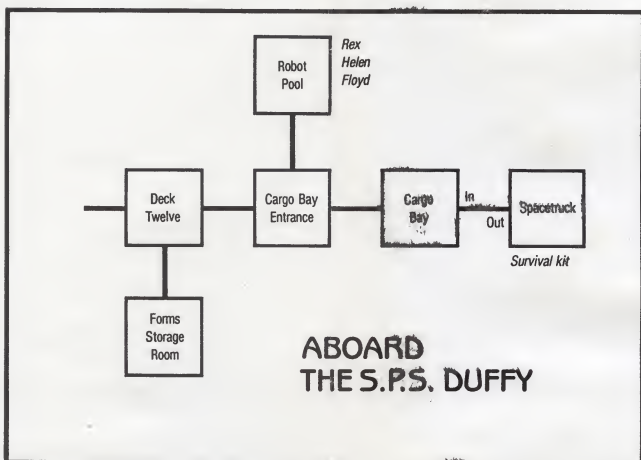 Robot
Pool
Rex
Helen
Floyd
Deck
Twelve
Cargo Bay
Entrance
Cargo
Bay
In
Out
Spacetruck
Survival kit
Forms
Storage
Room
ABOARD
THE S.P.S. DUFFY